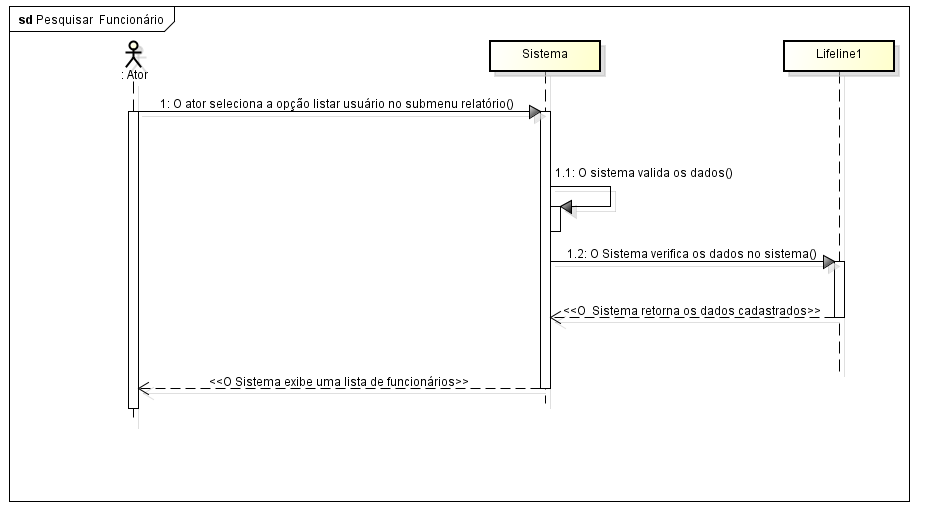 sd Pesquisar Funcionário
: Ator
Sistema
Lifeline1
1: O ator seleciona a opção listar usuário no submenu relatório()
1.1: O sistema valida os dados()
1.2: O Sistema verifica os dados no sistema()
<<O Sistema retorna os dados cadastrados>>
<<O Sistema exibe uma lista de funcionários>>